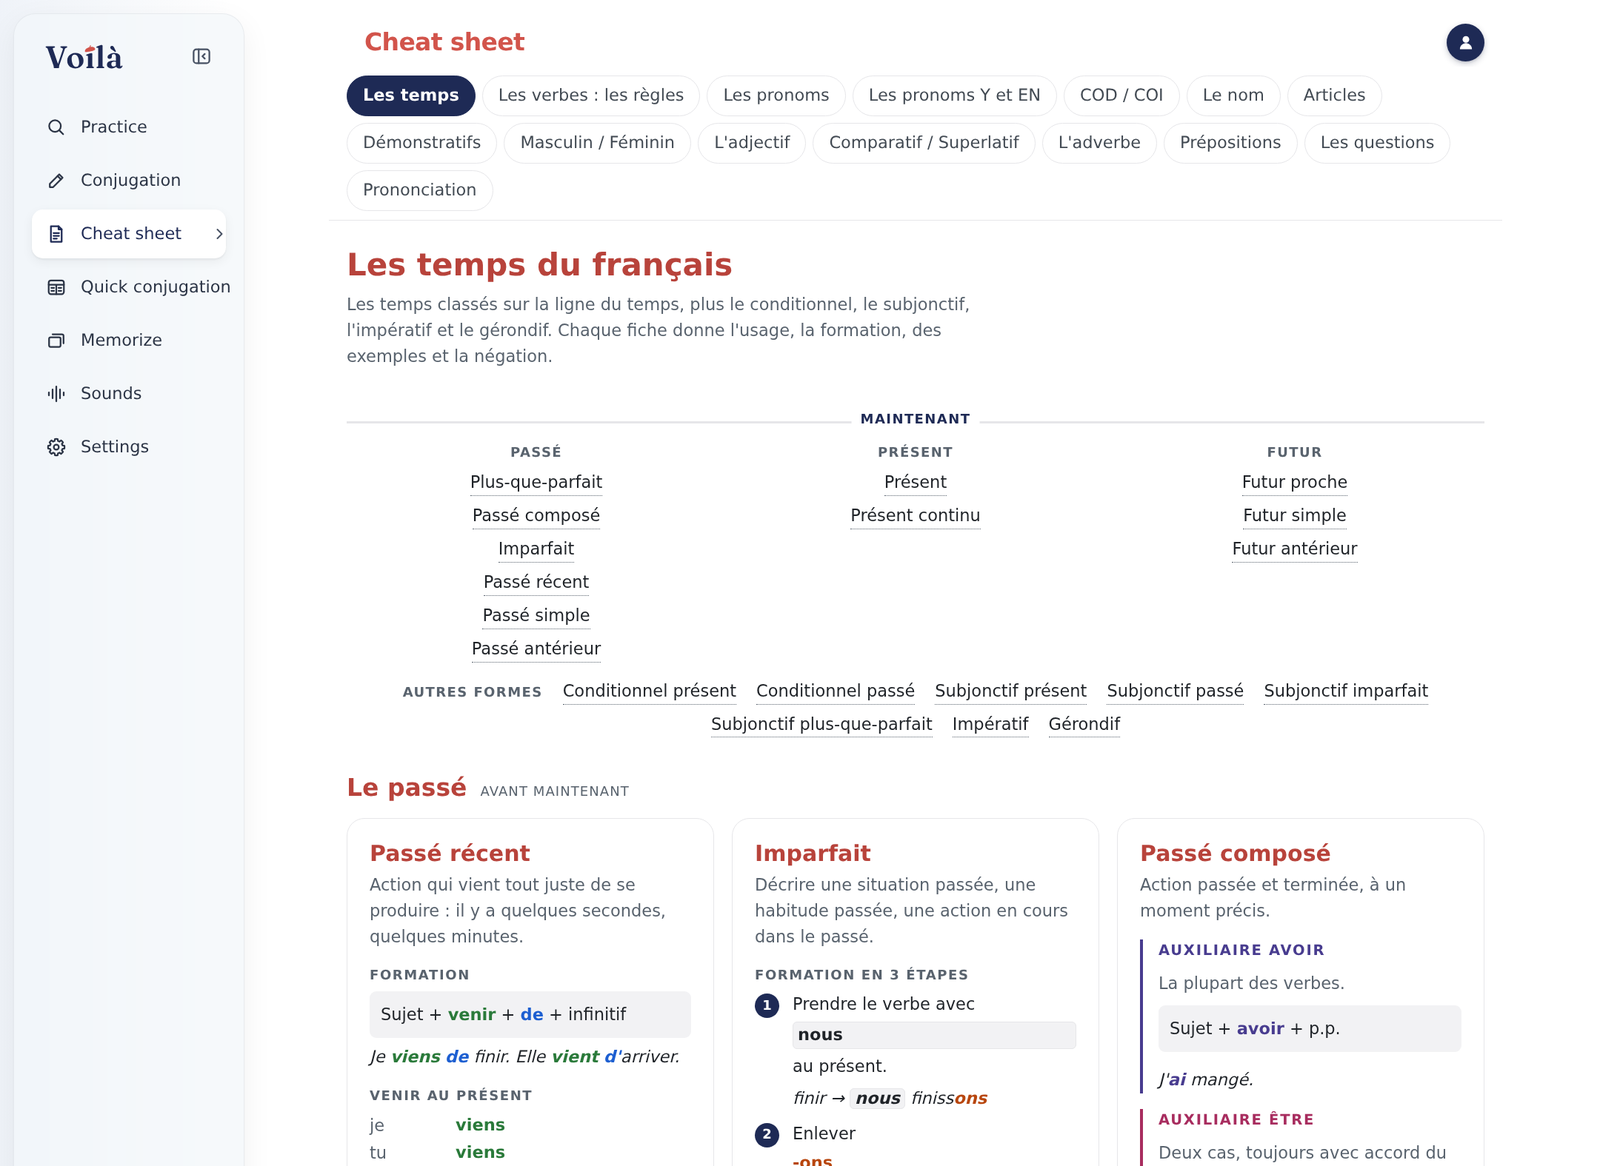 Voilà
Practice
Conjugation
Cheat sheet
Quick conjugation
Memorize
Sounds
Settings
Cheat sheet
Les temps
Les verbes : les règles
Les pronoms
Les pronoms Y et EN
COD / COI
Le nom
Articles
Démonstratifs
Masculin / Féminin
L'adjectif
Comparatif / Superlatif
L'adverbe
Prépositions
Les questions
Prononciation
Les temps du français
Les temps classés sur la ligne du temps, plus le conditionnel, le subjonctif,
l'impératif et le gérondif. Chaque fiche donne l'usage, la formation, des
exemples et la négation.
MAINTENANT
PASSÉ
Plus-que-parfait
Passé composé
Imparfait
Passé récent
Passé simple
Passé antérieur
PRÉSENT
Présent
Présent continu
FUTUR
Futur proche
Futur simple
Futur antérieur
AUTRES FORMES Conditionnel présent Conditionnel passé Subjonctif présent Subjonctif passé Subjonctif imparfait
Subjonctif plus-que-parfait Impératif Gérondif
Le passé AVANT MAINTENANT
Passé récent
Action qui vient tout juste de se
produire : il y a quelques secondes,
quelques minutes.
FORMATION
Sujet + venir + de + infinitif
Je viens de finir. Elle vient d'arriver.
VENIR AU PRÉSENT
je viens
tu viens
Imparfait
Décrire une situation passée, une
habitude passée, une action en cours
dans le passé.
FORMATION EN 3 ÉTAPES
1 Prendre le verbe avec
nous
au présent.
finir → nous finissons
2 Enlever
-ons
Passé composé
Action passée et terminée, à un
moment précis.
AUXILIAIRE AVOIR
La plupart des verbes.
Sujet + avoir + p.p.
J'ai mangé.
AUXILIAIRE ÊTRE
Deux cas, toujours avec accord du